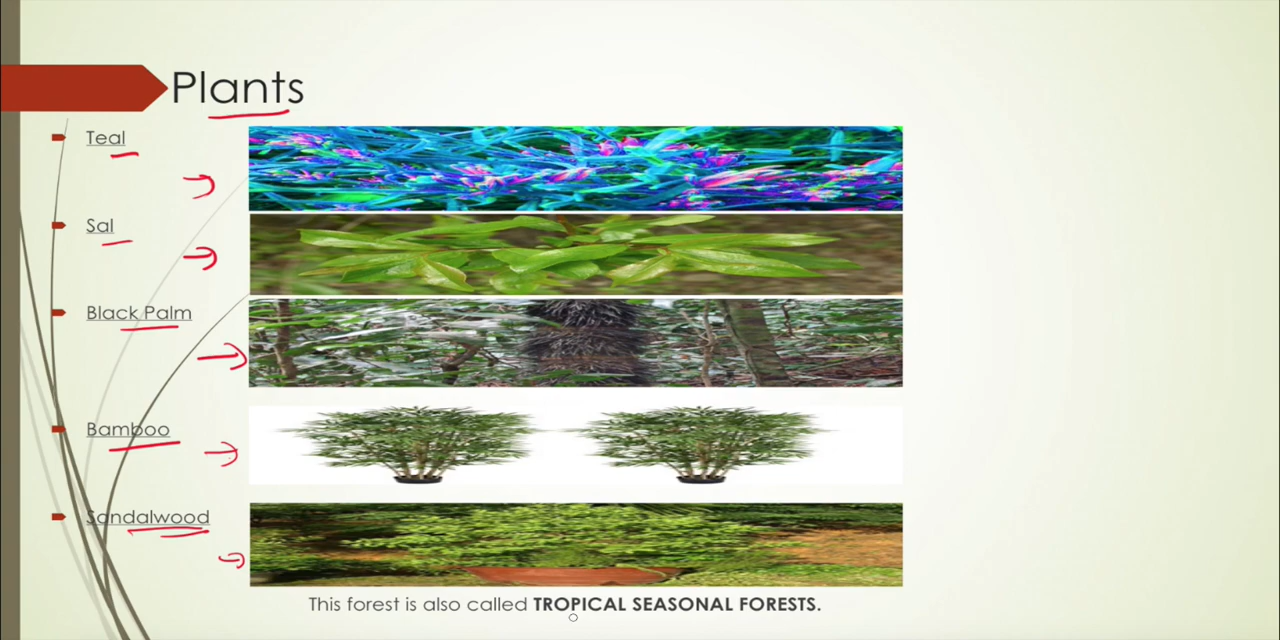 Plants
Teal
Sal
Black Palm
Bamboo
Sandalwood
This forest is also called TROPICAL SEASONAL FORESTS.